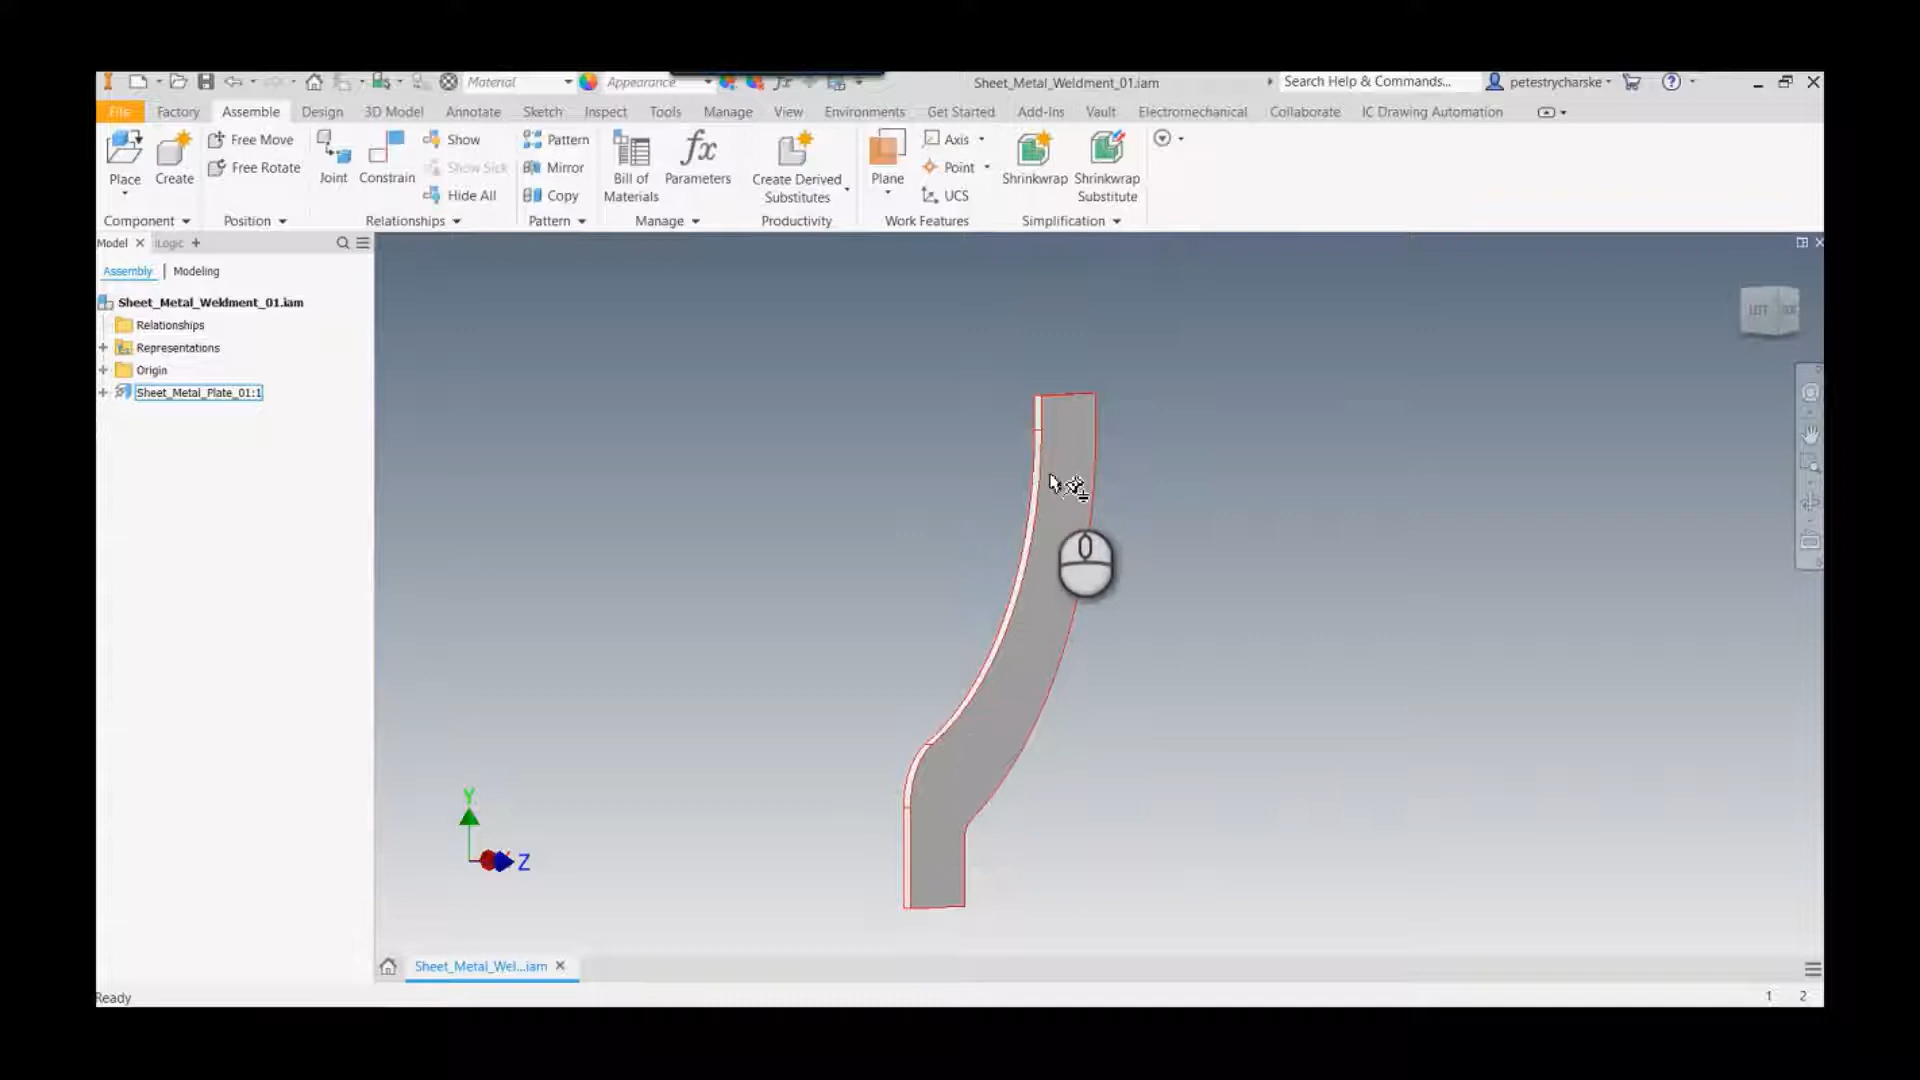 Material
Appearance
Sheet_Metal_Weldment_01.iam
Search Help & Commands...
petestrycharske
File
Factory
Assemble
Design
3D Model
Annotate
Sketch
Inspect
Tools
Manage
View
Environments
Get Started
Add-Ins
Vault
Electromechanical
Collaborate
IC Drawing Automation
Place
Create
Free Move
Free Rotate
Joint
Constrain
Show
Show Sick
Hide All
Pattern
Mirror
Copy
Bill of
Materials
fx
Parameters
Create Derived
Substitutes
Plane
Axis
Point
UCS
Shrinkwrap
Shrinkwrap
Substitute
Component
Position
Relationships
Pattern
Manage
Productivity
Work Features
Simplification
Model
iLogic
Assembly
Modeling
Sheet_Metal_Weldment_01.iam
Relationships
Representations
Origin
Sheet_Metal_Plate_01:1
LEFT
Y
Z
Sheet_Metal_Wel...iam
Ready
1
2